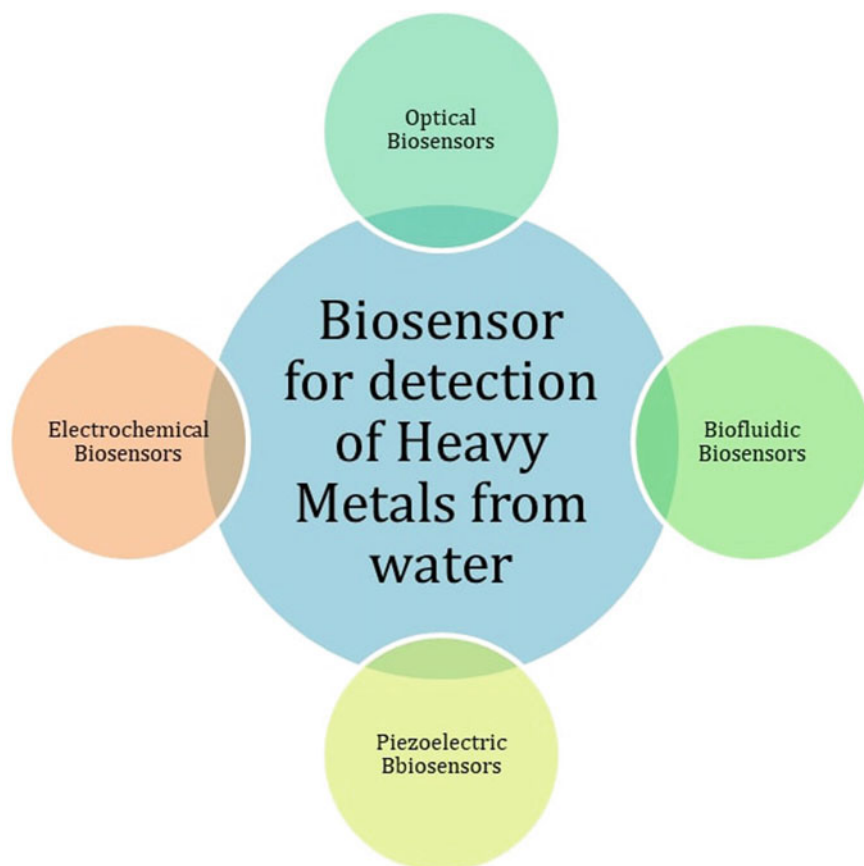 Optical
Biosensors
Biosensor
for detection
of Heavy
Metals from
water
Electrochemical
Biosensors
Biofluidic
Biosensors
Piezoelectric
Bbiosensors